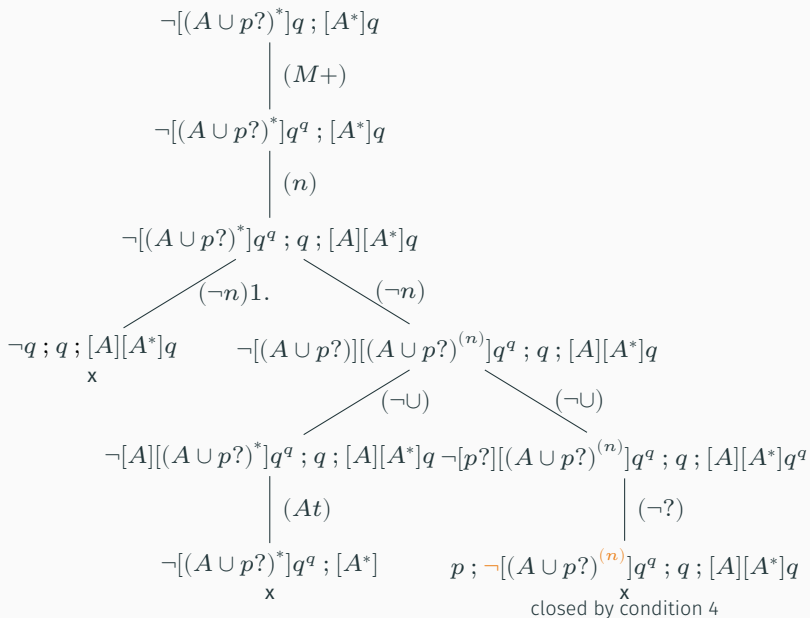 ¬[(A ∪ p?)*]q ; [A*]q
(M+)
¬[(A ∪ p?)*]q^q ; [A*]q
(n)
¬[(A ∪ p?)*]q^q ; q ; [A][A*]q
(¬n)1. (¬n)
¬q ; q ; [A][A*]q ¬[(A ∪ p?)][(A ∪ p?)^(n)]q^q ; q ; [A][A*]q
x
(¬∪) (¬∪)
¬[A][(A ∪ p?)*]q^q ; q ; [A][A*]q ¬[p?][(A ∪ p?)^(n)]q^q ; q ; [A][A*]q^q
(At) (¬?)
¬[(A ∪ p?)*]q^q ; [A*] p ; ¬[(A ∪ p?)^(n)]q^q ; q ; [A][A*]q
x x
closed by condition 4